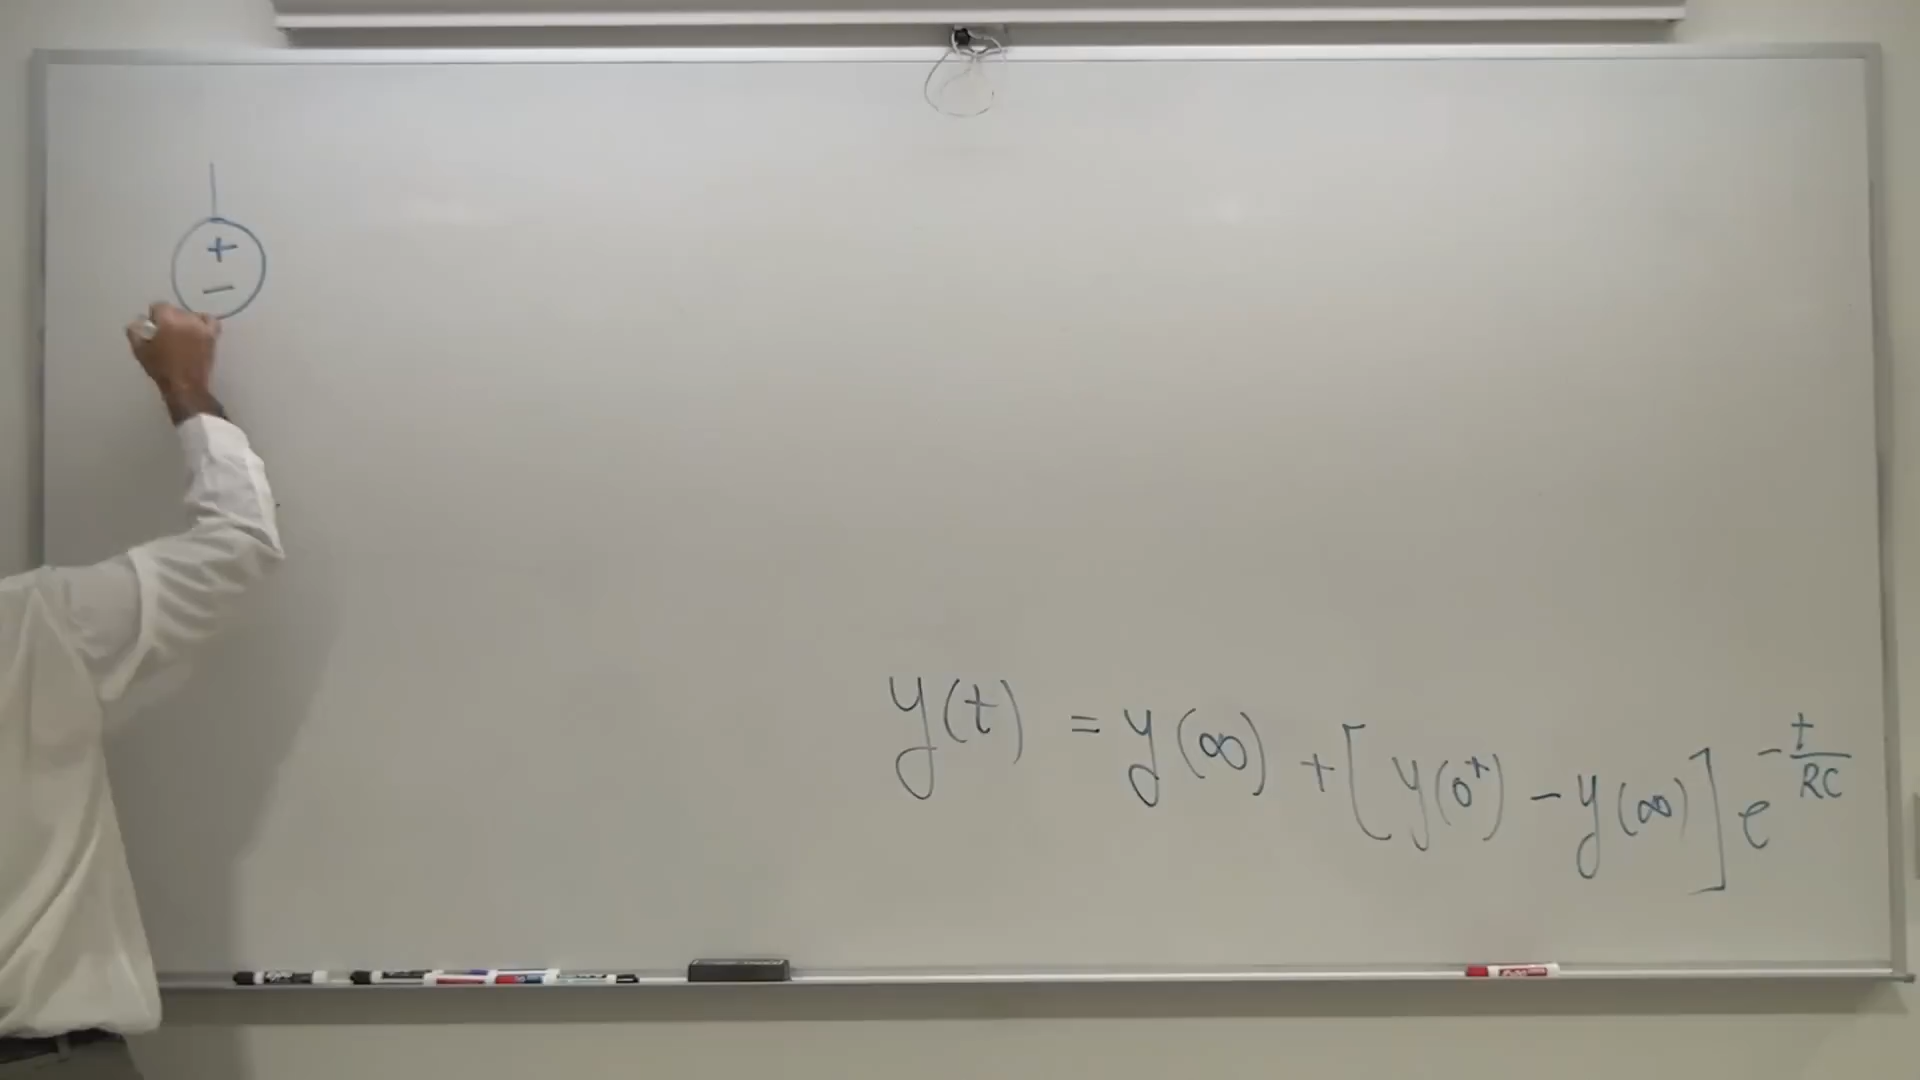 +
−
y(t) = y(∞) + [y(0⁺) − y(∞)] e^(−t/RC)